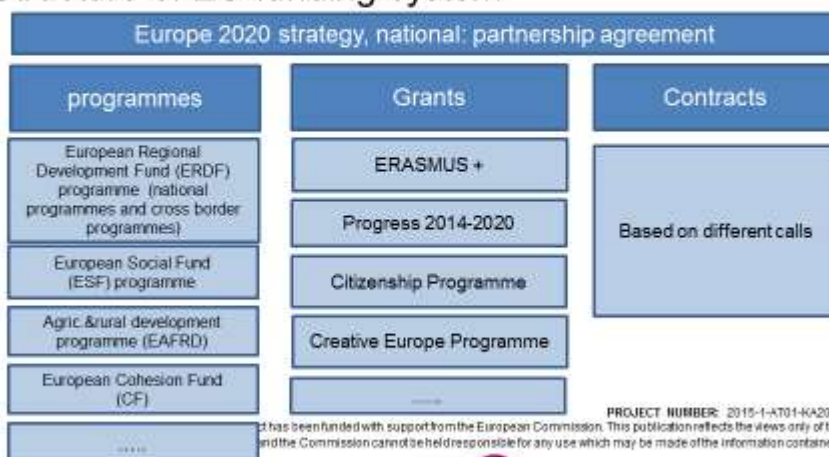 Europe 2020 strategy, national: partnership agreement
programmes
European Regional
Development Fund (ERDF)
programme (national
programmes and cross border
programmes)
European Social Fund
(ESF) programme
Agric.&rural development
programme (EAFRD)
European Cohesion Fund
(CF)
.....
Grants
ERASMUS +
Progress 2014-2020
Citizenship Programme
Creative Europe Programme
.....
Contracts
Based on different calls
PROJECT NUMBER: 2015-1-AT01-KA20
has been funded with support from the European Commission. This publication reflects the views only of
and the Commission cannot be held responsible for any use which may be made of the information